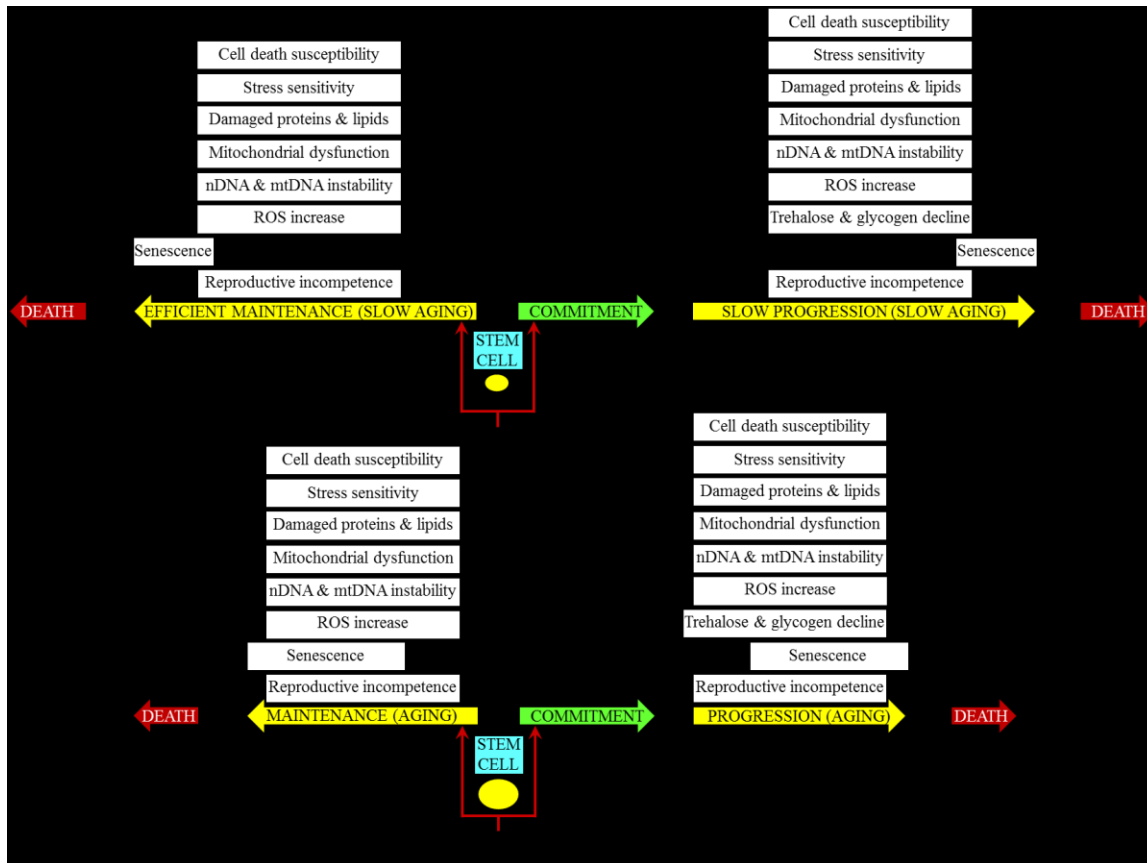 Cell death susceptibility
Stress sensitivity
Damaged proteins & lipids
Mitochondrial dysfunction
nDNA & mtDNA instability
ROS increase
Senescence
Reproductive incompetence
DEATH
EFFICIENT MAINTENANCE (SLOW AGING)
COMMITMENT
STEM
CELL
Cell death susceptibility
Stress sensitivity
Damaged proteins & lipids
Mitochondrial dysfunction
nDNA & mtDNA instability
ROS increase
Trehalose & glycogen decline
Senescence
Reproductive incompetence
SLOW PROGRESSION (SLOW AGING)
DEATH
Cell death susceptibility
Stress sensitivity
Damaged proteins & lipids
Mitochondrial dysfunction
nDNA & mtDNA instability
ROS increase
Senescence
Reproductive incompetence
DEATH
MAINTENANCE (AGING)
COMMITMENT
STEM
CELL
Cell death susceptibility
Stress sensitivity
Damaged proteins & lipids
Mitochondrial dysfunction
nDNA & mtDNA instability
ROS increase
Trehalose & glycogen decline
Senescence
Reproductive incompetence
PROGRESSION (AGING)
DEATH